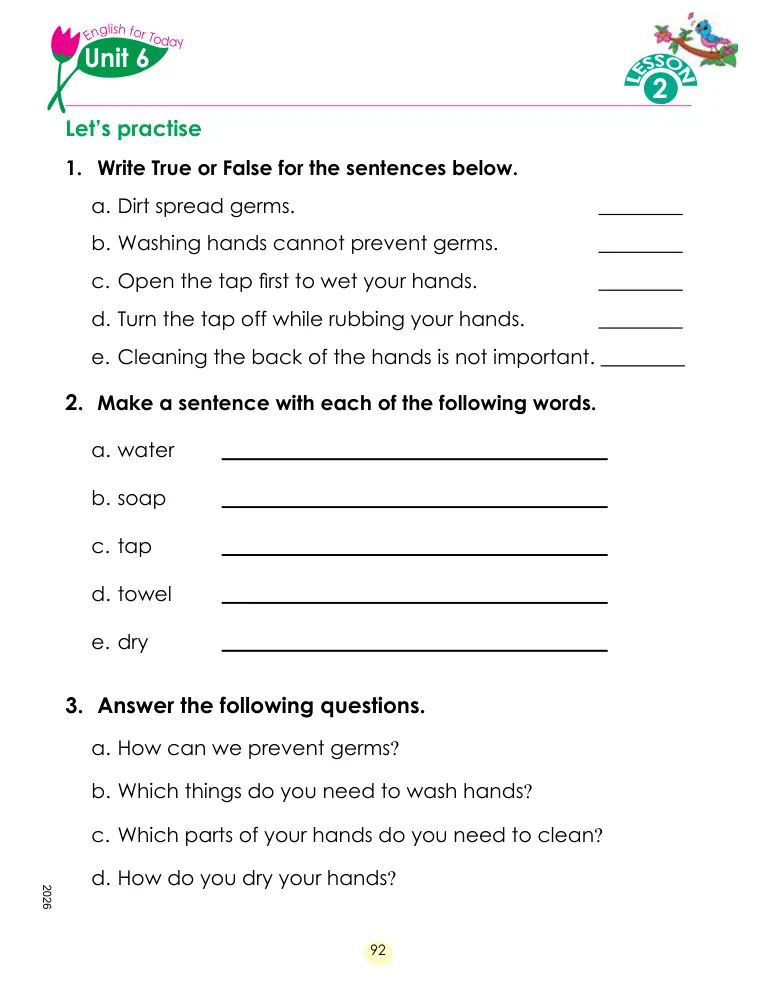 English for Today
Unit 6
LESSON
2
Let's practise
1. Write True or False for the sentences below.
a. Dirt spread germs. ________
b. Washing hands cannot prevent germs. ________
c. Open the tap first to wet your hands. ________
d. Turn the tap off while rubbing your hands. ________
e. Cleaning the back of the hands is not important. ________
2. Make a sentence with each of the following words.
a. water
b. soap
c. tap
d. towel
e. dry
3. Answer the following questions.
a. How can we prevent germs?
b. Which things do you need to wash hands?
c. Which parts of your hands do you need to clean?
d. How do you dry your hands?
2026
92